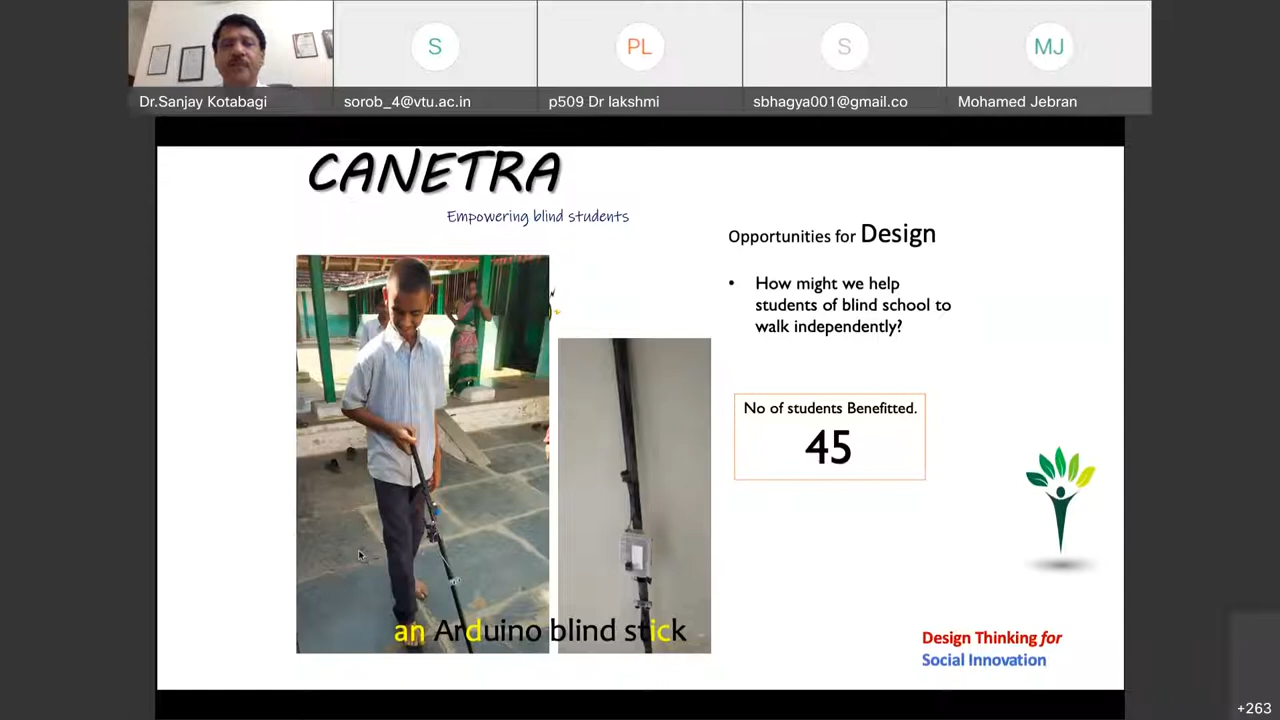 S
PL
S
MJ
Dr.Sanjay Kotabagi
sorob_4@vtu.ac.in
p509 Dr lakshmi
sbhagya001@gmail.co
Mohamed Jebran
CANETRA
Empowering blind students
Opportunities for Design
• How might we help
students of blind school to
walk independently?
No of students Benefitted.
45
an Arduino blind stick
Design Thinking for
Social Innovation
+263